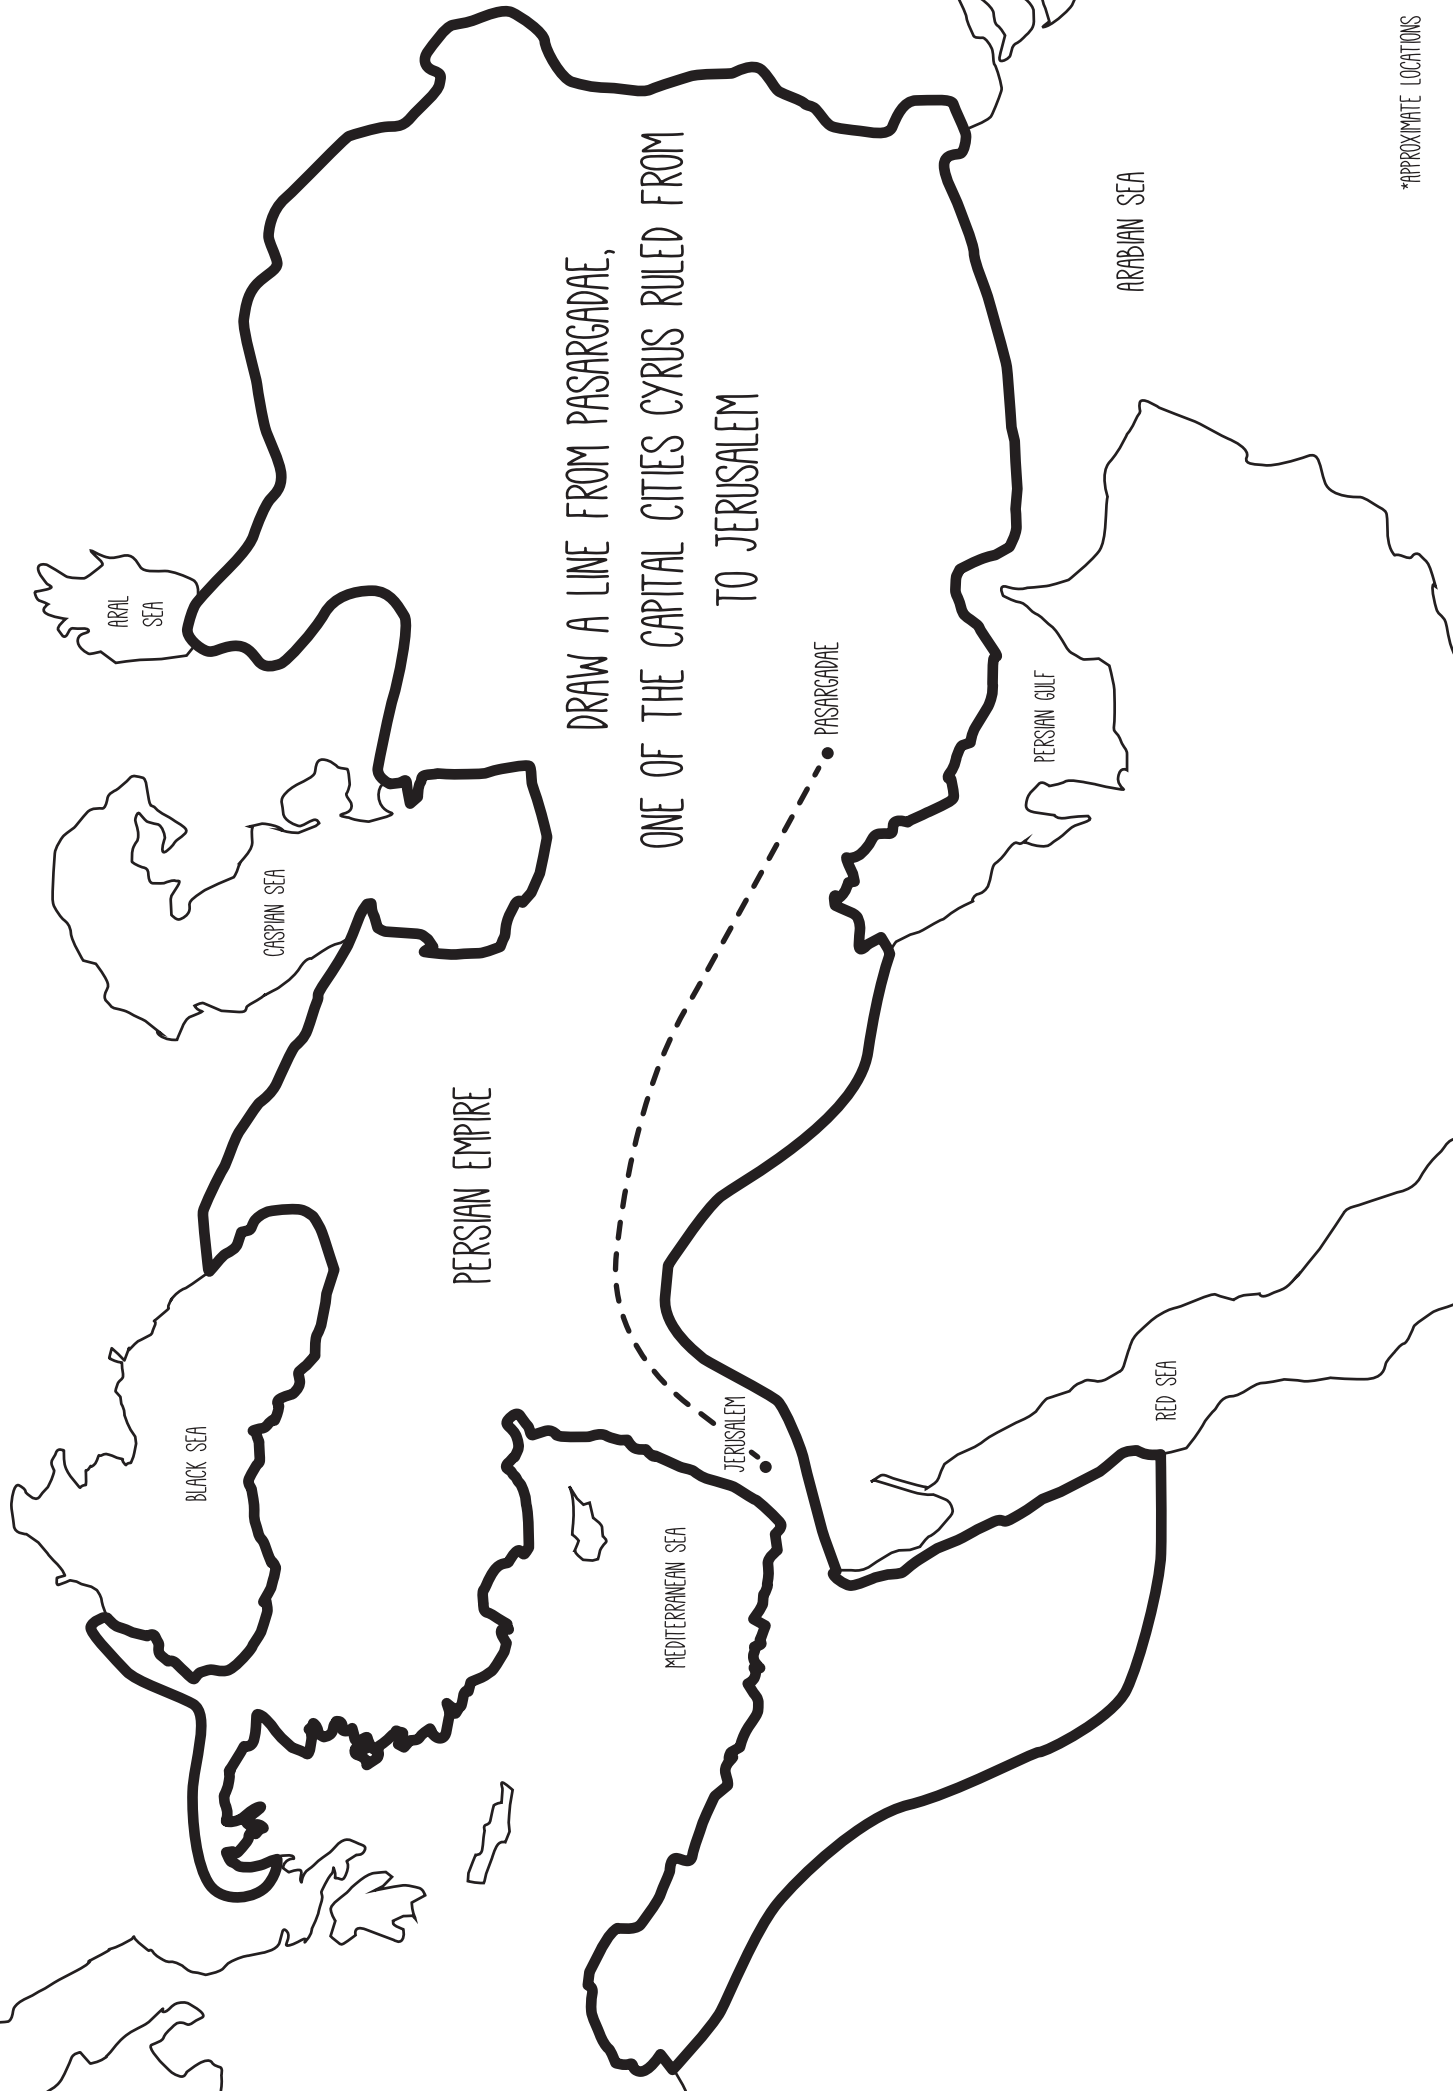 DRAW A LINE FROM PASARGADAE,
ONE OF THE CAPITAL CITIES CYRUS RULED FROM
TO JERUSALEM
ARAL
SEA
CASPIAN SEA
BLACK SEA
PERSIAN EMPIRE
MEDITERRANEAN SEA
JERUSALEM
PASARGADAE
PERSIAN GULF
RED SEA
ARABIAN SEA
*APPROXIMATE LOCATIONS